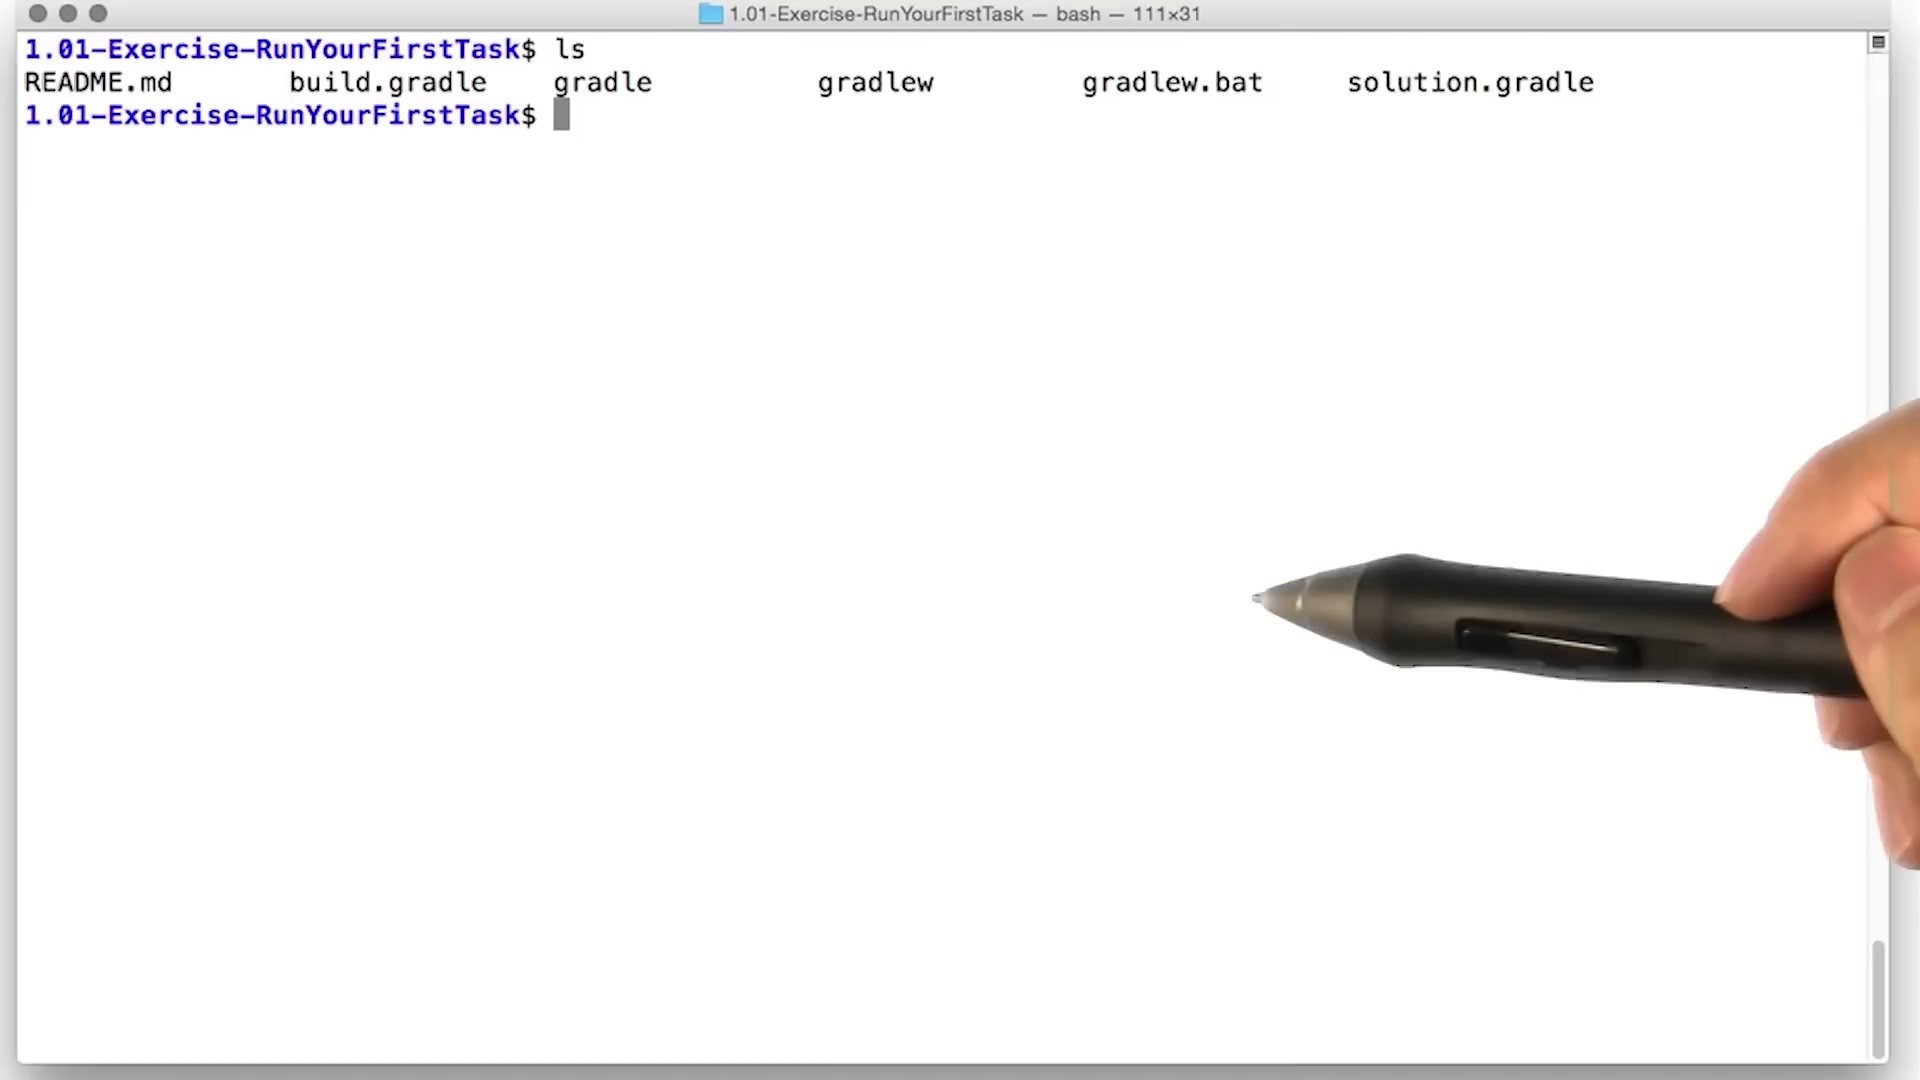 1.01-Exercise-RunYourFirstTask — bash — 111×31
1.01-Exercise-RunYourFirstTask$ ls
README.md build.gradle gradle gradlew gradlew.bat solution.gradle
1.01-Exercise-RunYourFirstTask$